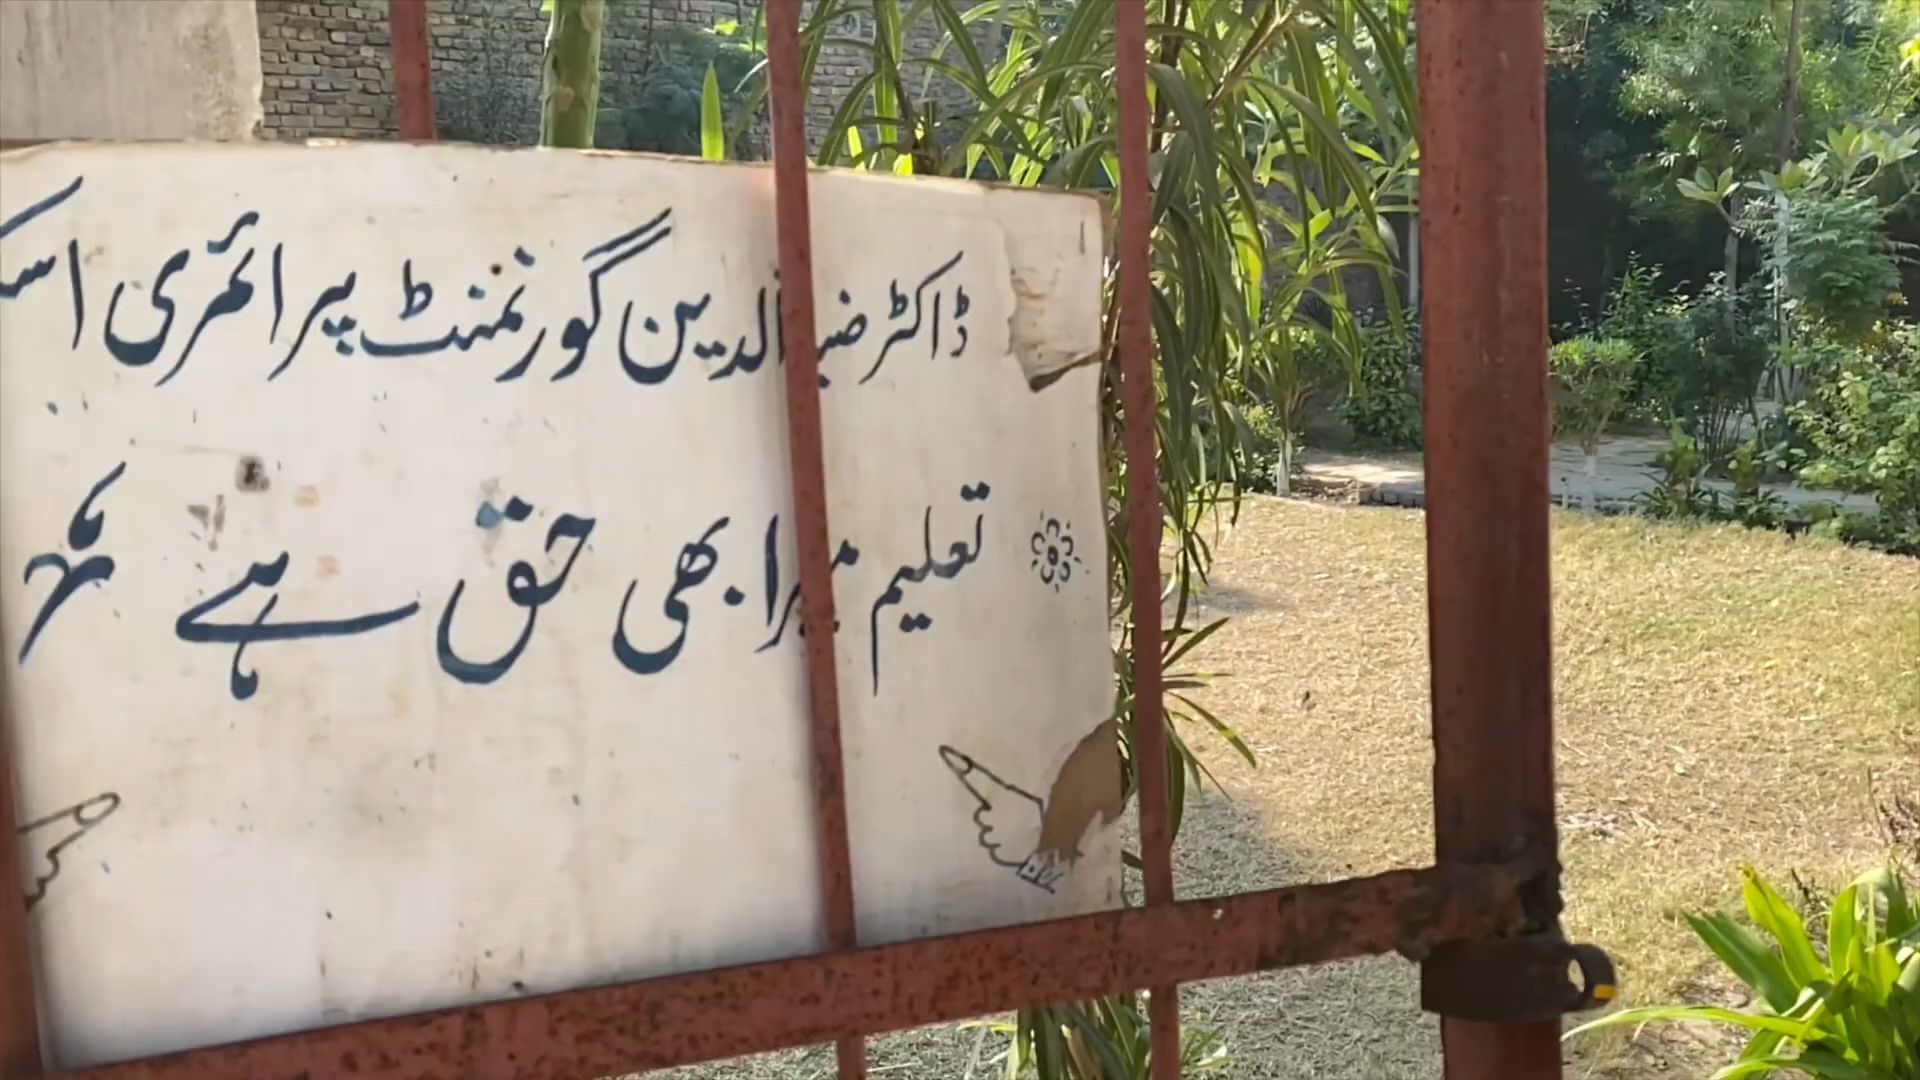 ڈاکٹر ضیاالدین گورنمنٹ پرائمری
تعلیم میرا بھی حق ہے